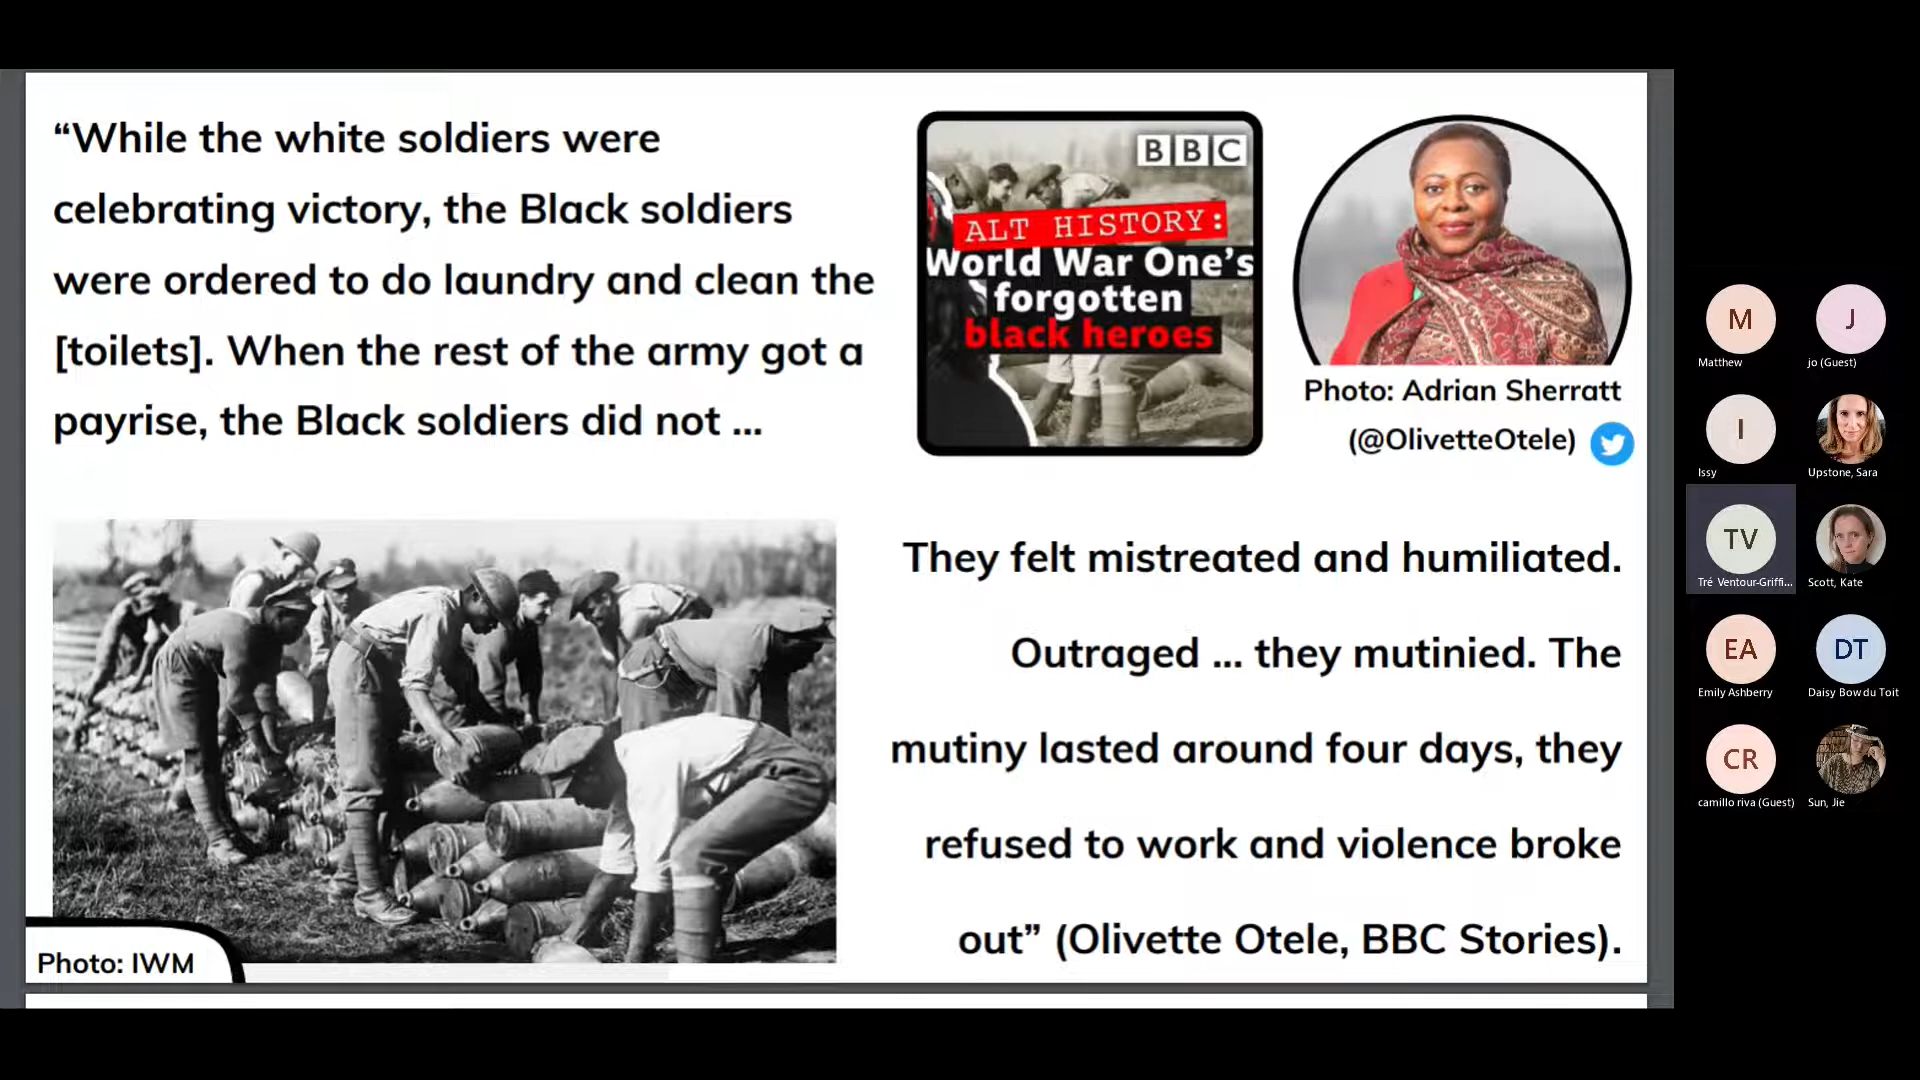 “While the white soldiers were
celebrating victory, the Black soldiers
were ordered to do laundry and clean the
[toilets]. When the rest of the army got a
payrise, the Black soldiers did not ...
BBC
ALT HISTORY:
World War One’s
forgotten
black heroes
Photo: Adrian Sherratt
(@OlivetteOtele)
They felt mistreated and humiliated.
Outraged ... they mutinied. The
mutiny lasted around four days, they
refused to work and violence broke
out” (Olivette Otele, BBC Stories).
Photo: IWM
M
Matthew
J
jo (Guest)
I
Issy
Upstone, Sara
TV
Tré Ventour-Griffi...
Scott, Kate
EA
Emily Ashberry
DT
Daisy Bow du Toit
CR
camillo riva (Guest)
Sun, Jie